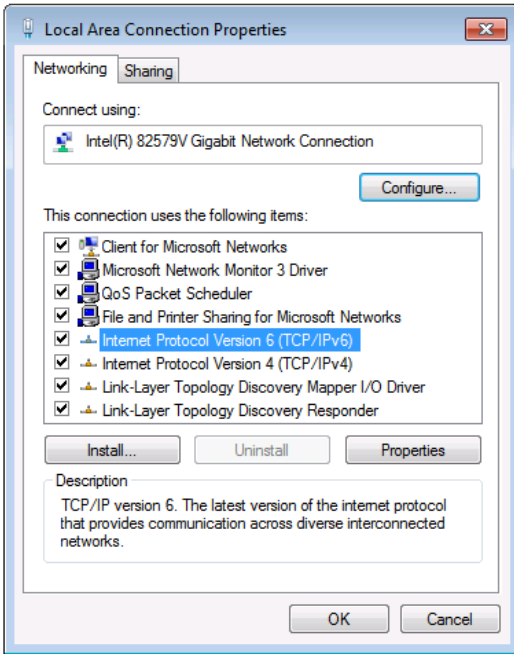 Local Area Connection Properties
Networking
Sharing
Connect using:
Intel(R) 82579V Gigabit Network Connection
Configure...
This connection uses the following items:
Client for Microsoft Networks
Microsoft Network Monitor 3 Driver
QoS Packet Scheduler
File and Printer Sharing for Microsoft Networks
Internet Protocol Version 6 (TCP/IPv6)
Internet Protocol Version 4 (TCP/IPv4)
Link-Layer Topology Discovery Mapper I/O Driver
Link-Layer Topology Discovery Responder
Install...
Uninstall
Properties
Description
TCP/IP version 6. The latest version of the internet protocol
that provides communication across diverse interconnected
networks.
OK
Cancel